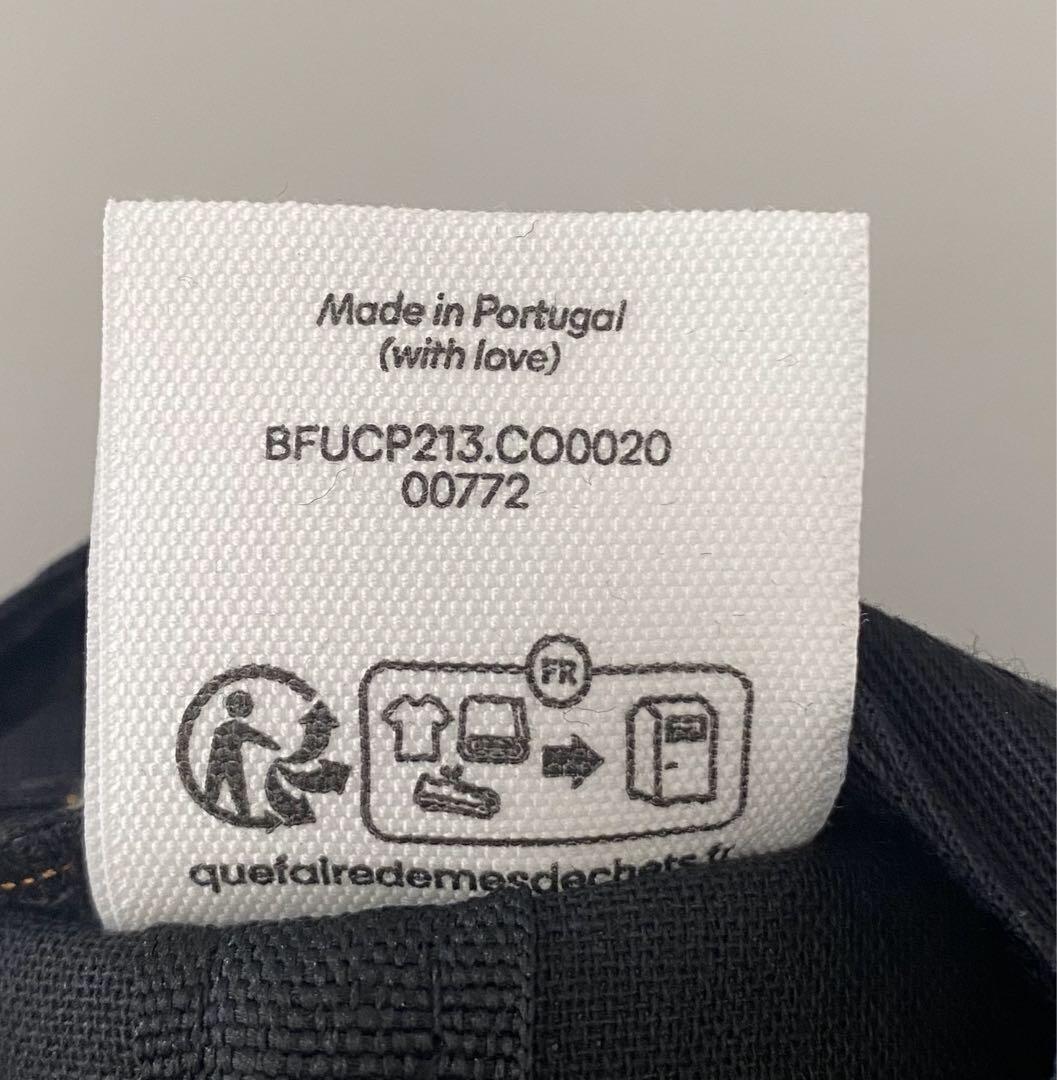 Made in Portugal
(with love)
BFUCP213.CO0020
00772
FR
quefairedemesdechets.fr